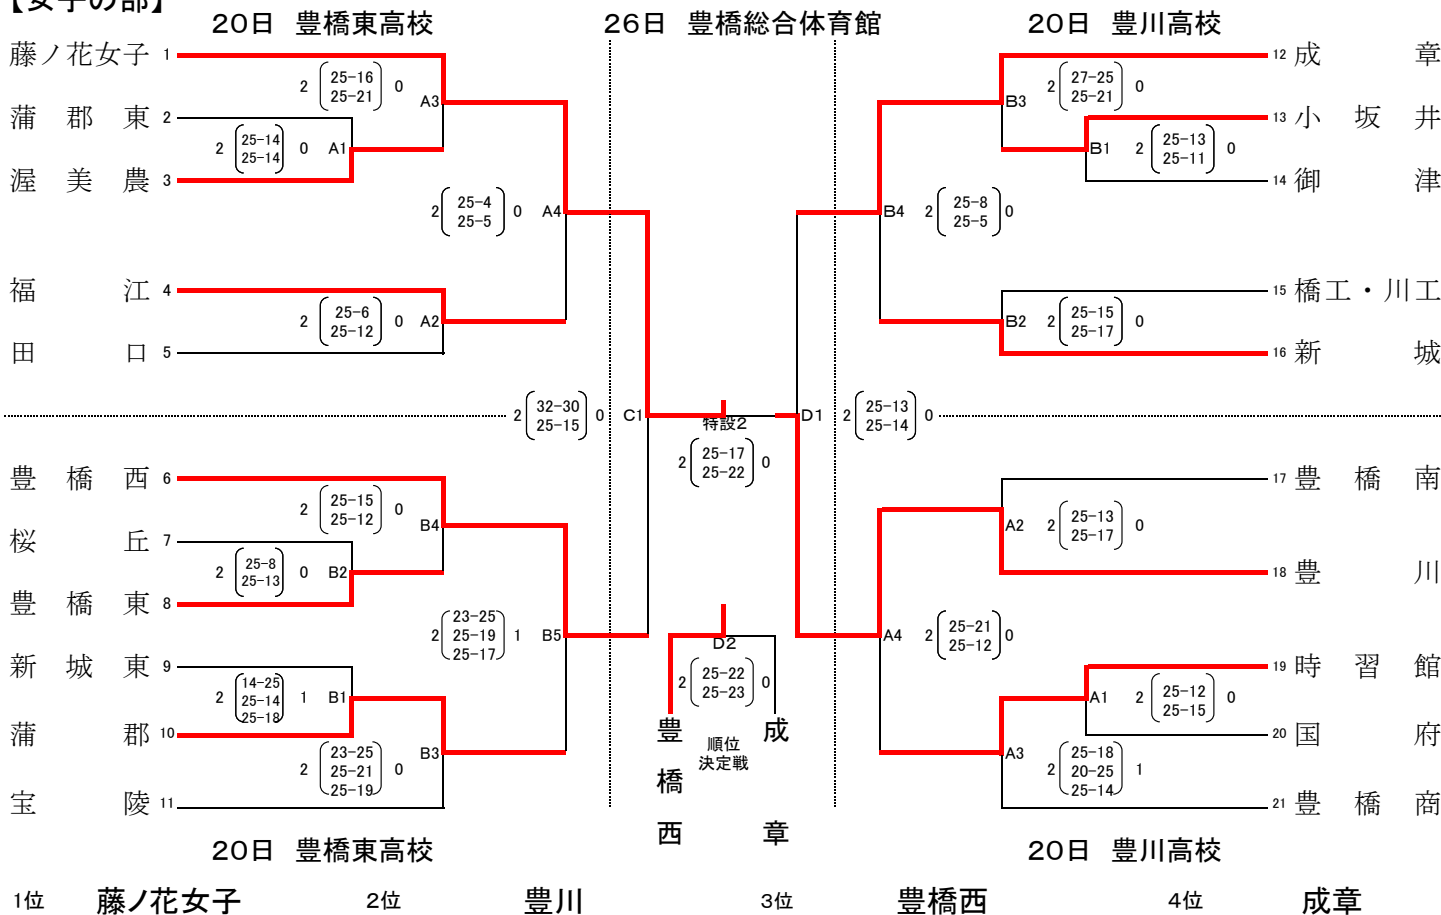 【女子の部】
20日 豊橋東高校
26日 豊橋総合体育館
20日 豊川高校
藤ノ花女子 1
蒲郡東 2
渥美農 3
福江 4
田口 5
豊橋西 6
桜丘 7
豊橋東 8
新城東 9
蒲郡 10
宝陵 11
2 25-16 25-21 0 A3
2 25-14 25-14 0 A1
2 25-4 25-5 0 A4
2 25-6 25-12 0 A2
2 32-30 25-15 0 C1
2 25-15 25-12 0 B4
2 25-8 25-13 0 B2
2 23-25 25-19 25-17 1 B5
2 14-25 25-14 25-18 1 B1
2 23-25 25-21 25-19 0 B3
特設2
2 25-17 25-22 0
D2
2 25-22 25-23 0
豊橋西
成章
順位
決定戦
12 成章
13 小坂井
14 御津
15 橋工・川工
16 新城
17 豊橋南
18 豊川
19 時習館
20 国府
21 豊橋商
B3 2 27-25 25-21 0
B1 2 25-13 25-11 0
B4 2 25-8 25-5 0
B2 2 25-15 25-17 0
D1 2 25-13 25-14 0
A2 2 25-13 25-17 0
A4 2 25-21 25-12 0
A1 2 25-12 25-15 0
A3 2 25-18 20-25 25-14 1
20日 豊橋東高校
20日 豊川高校
1位 藤ノ花女子 2位 豊川 3位 豊橋西 4位 成章